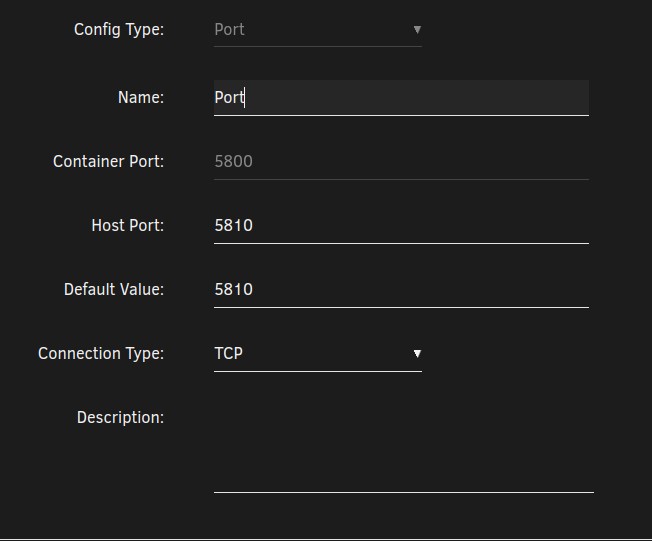 Config Type: Port ▼
Name: Port
Container Port: 5800
Host Port: 5810
Default Value: 5810
Connection Type: TCP ▼
Description: